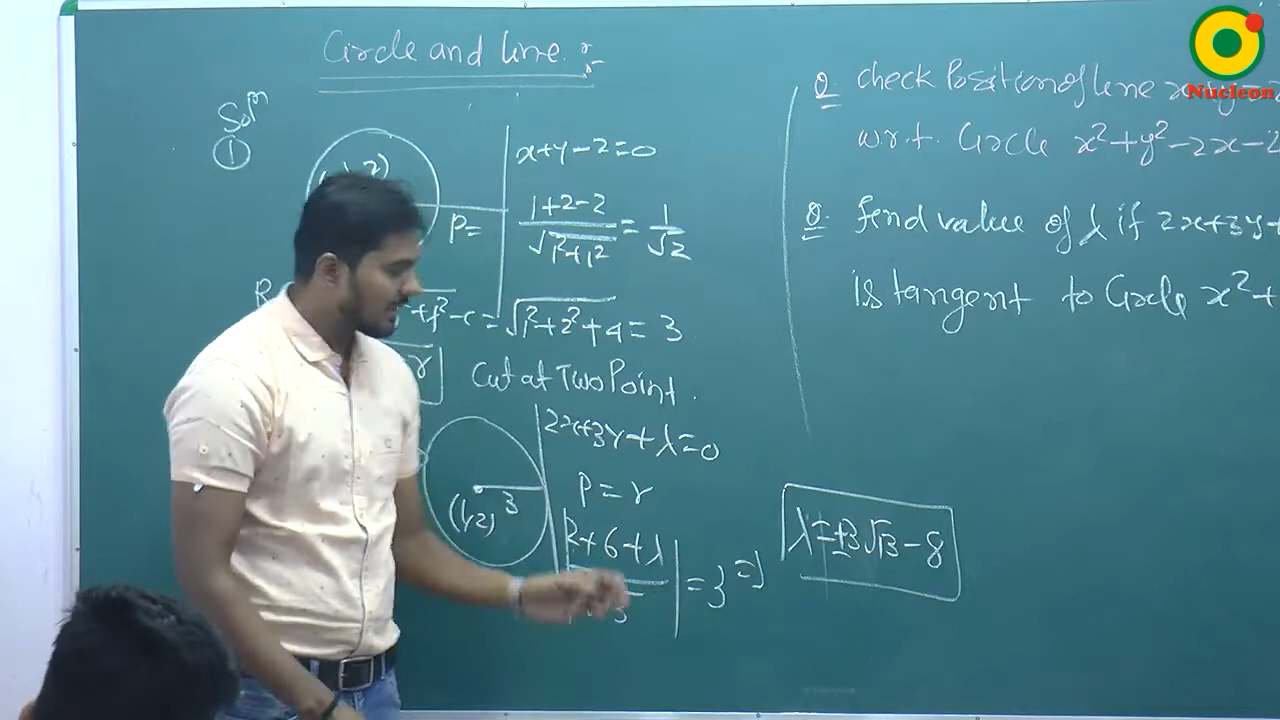 Circle and line :-
Solⁿ
①
2)
x+y-2=0
P= 1+2-2/√1²+1² = 1/√2
R
+f²-c = √1²+2²+4 = 3
r
Cut at Two Point.
2x+3y+λ=0
P=r
(1,2) 3
|2+6+λ| =3 ⇒ λ=±3√13-8
Q. check Position of line
w.r.t. Circle x²+y²-2x-
Q. find value of λ if 2x+3y+
is tangent to Circle x²+
Nucleon